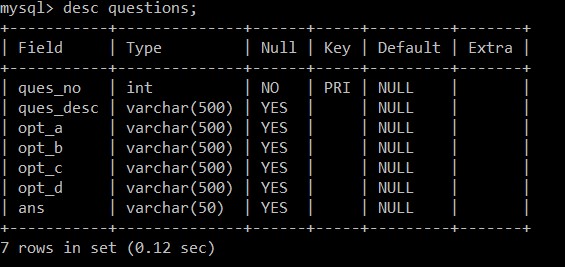 mysql> desc questions;
+-----------+--------------+------+-----+---------+-------+
| Field     | Type         | Null | Key | Default | Extra |
+-----------+--------------+------+-----+---------+-------+
| ques_no   | int          | NO   | PRI | NULL    |       |
| ques_desc | varchar(500) | YES  |     | NULL    |       |
| opt_a     | varchar(500) | YES  |     | NULL    |       |
| opt_b     | varchar(500) | YES  |     | NULL    |       |
| opt_c     | varchar(500) | YES  |     | NULL    |       |
| opt_d     | varchar(500) | YES  |     | NULL    |       |
| ans       | varchar(50)  | YES  |     | NULL    |       |
+-----------+--------------+------+-----+---------+-------+
7 rows in set (0.12 sec)